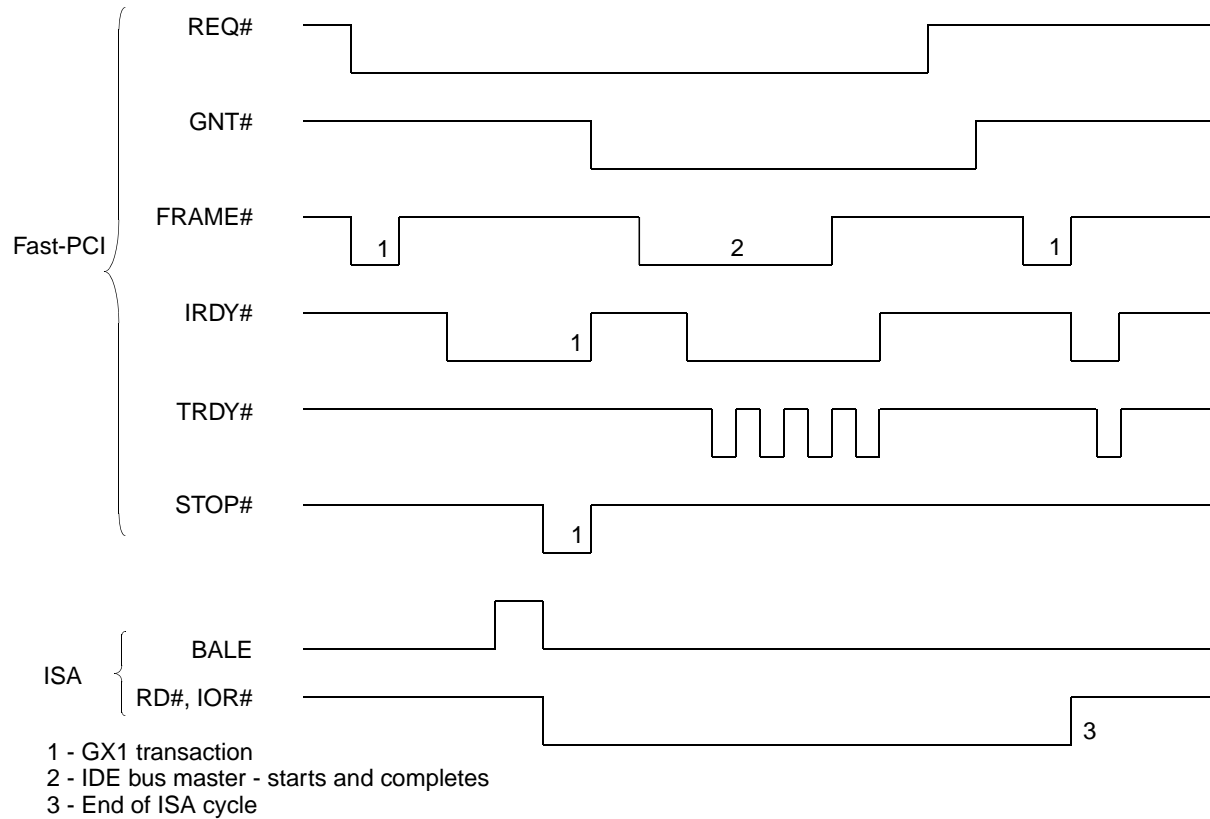 REQ#
GNT#
FRAME#
1
2
1
Fast-PCI
IRDY#
1
TRDY#
STOP#
1
BALE
ISA
RD#, IOR#
3
1 - GX1 transaction
2 - IDE bus master - starts and completes
3 - End of ISA cycle